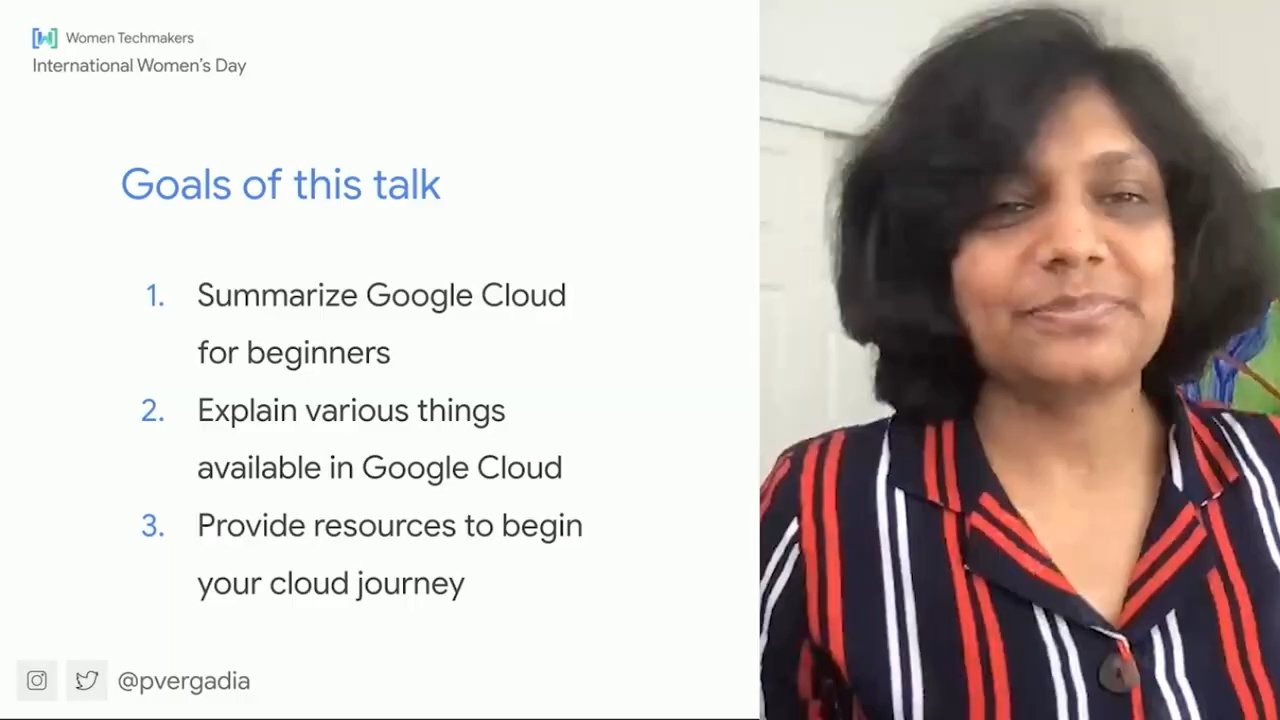 Women Techmakers
International Women's Day
Goals of this talk
1. Summarize Google Cloud
for beginners
2. Explain various things
available in Google Cloud
3. Provide resources to begin
your cloud journey
@pvergadia